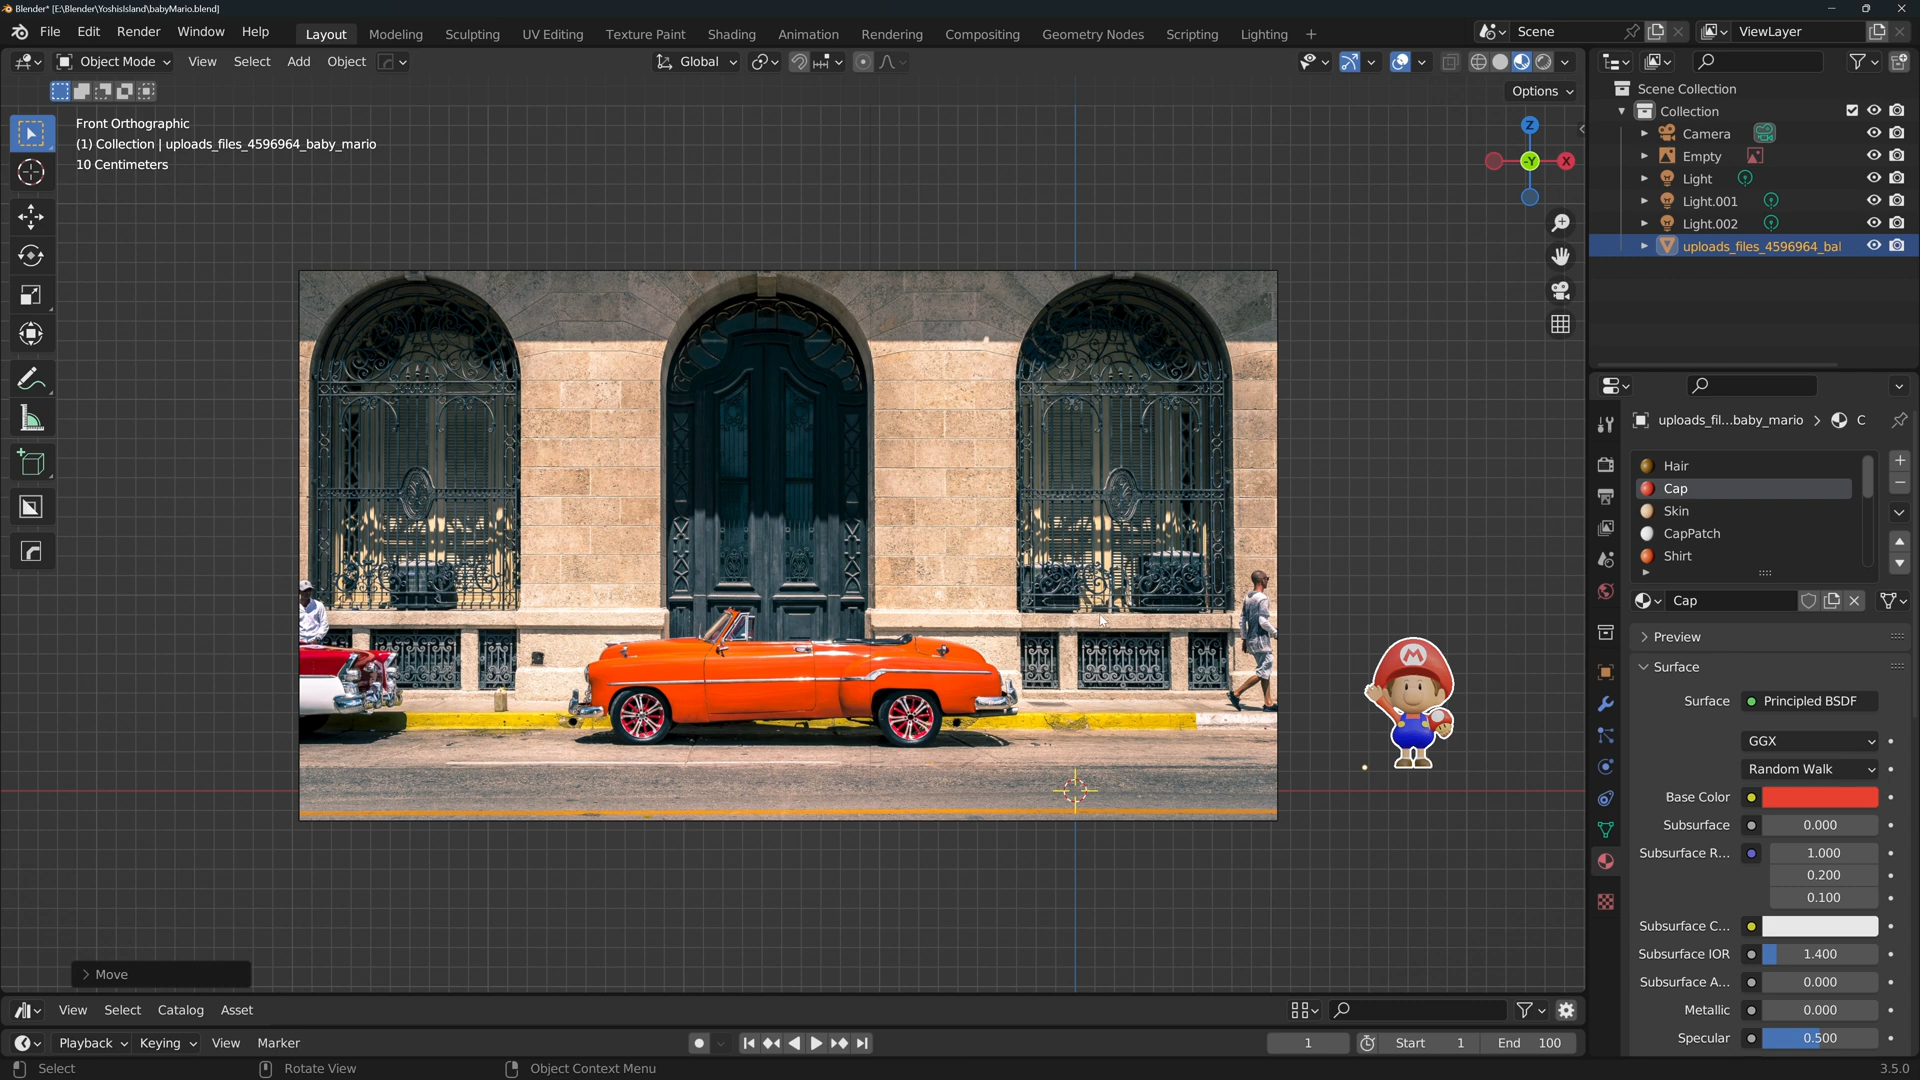 Blender* [E:\Blender\YoshisIsland\babyMario.blend]
File Edit Render Window Help
Layout Modeling Sculpting UV Editing Texture Paint Shading Animation Rendering Compositing Geometry Nodes Scripting Lighting +
Scene
ViewLayer
Object Mode View Select Add Object
Global
Options
Front Orthographic
(1) Collection | uploads_files_4596964_baby_mario
10 Centimeters
Z
-Y
X
M
Scene Collection
Collection
Camera
Empty
Light
Light.001
Light.002
uploads_files_4596964_bal
uploads_fil...baby_mario > C
Hair
Cap
Skin
CapPatch
Shirt
Cap
Preview
Surface
Surface Principled BSDF
GGX
Random Walk
Base Color
Subsurface 0.000
Subsurface R... 1.000
0.200
0.100
Subsurface C...
Subsurface IOR 1.400
Subsurface A... 0.000
Metallic 0.000
Specular 0.500
> Move
View Select Catalog Asset
Playback Keying View Marker
1
Start 1 End 100
Select
Rotate View
Object Context Menu
3.5.0